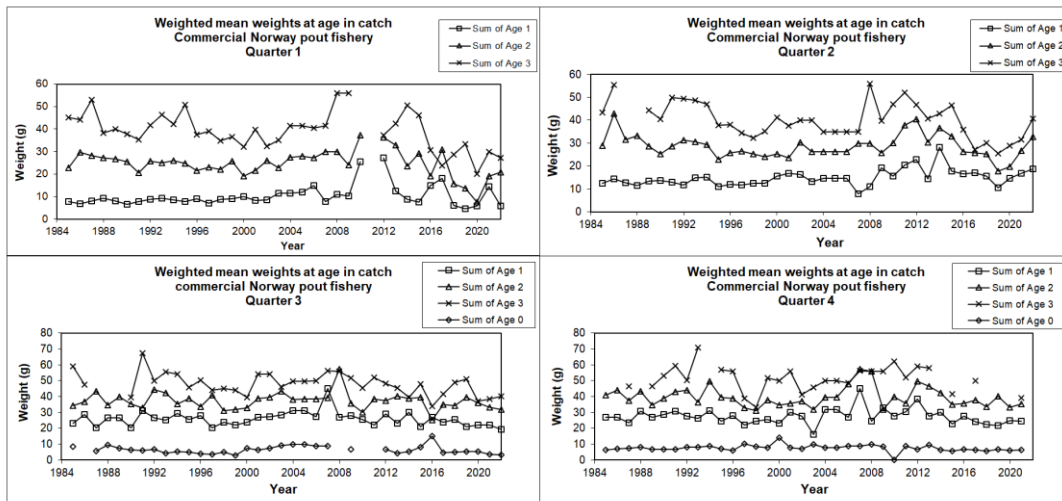 Weighted mean weights at age in catch
Commercial Norway pout fishery
Quarter 1
Sum of Age 1
Sum of Age 2
Sum of Age 3
Weight (g)
60
50
40
30
20
10
0
1984 1988 1992 1996 2000 2004 2008 2012 2016 2020
Year
Weighted mean weights at age in catch
Commercial Norway pout fishery
Quarter 2
Sum of Age 1
Sum of Age 2
Sum of Age 3
Weight (g)
60
50
40
30
20
10
0
1984 1988 1992 1996 2000 2004 2008 2012 2016 2020
Year
Weighted mean weights at age in catch
commercial Norway pout fishery
Quarter 3
Sum of Age 1
Sum of Age 2
Sum of Age 3
Sum of Age 0
Weight (g)
80
70
60
50
40
30
20
10
0
1984 1988 1992 1996 2000 2004 2008 2012 2016 2020
Year
Weighted mean weights at age in catch
Commercial Norway pout fishery
Quarter 4
Sum of Age 1
Sum of Age 2
Sum of Age 3
Sum of Age 0
Weight (g)
80
70
60
50
40
30
20
10
0
1984 1988 1992 1996 2000 2004 2008 2012 2016 2020
Year